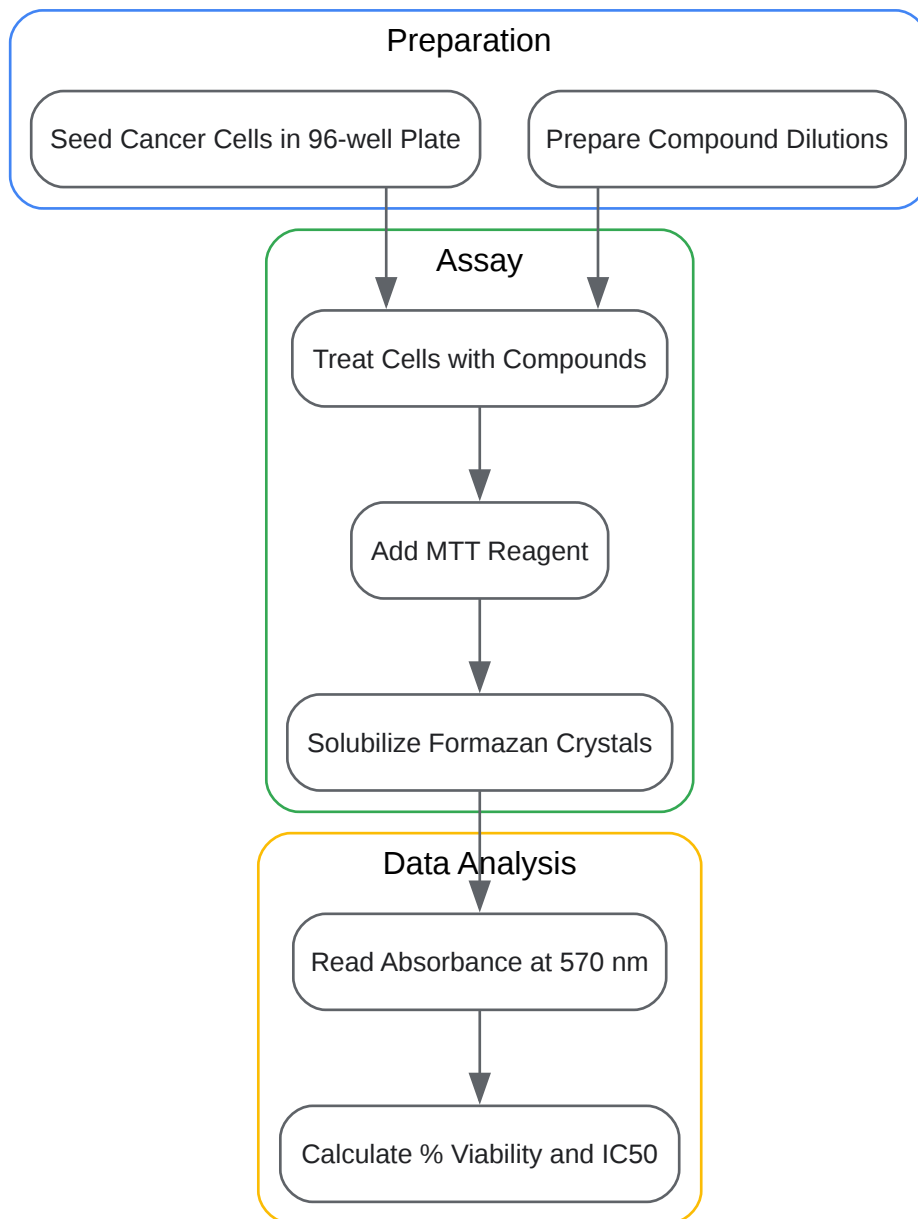 Preparation
Seed Cancer Cells in 96-well Plate
Prepare Compound Dilutions
Assay
Treat Cells with Compounds
Add MTT Reagent
Solubilize Formazan Crystals
Data Analysis
Read Absorbance at 570 nm
Calculate % Viability and IC50